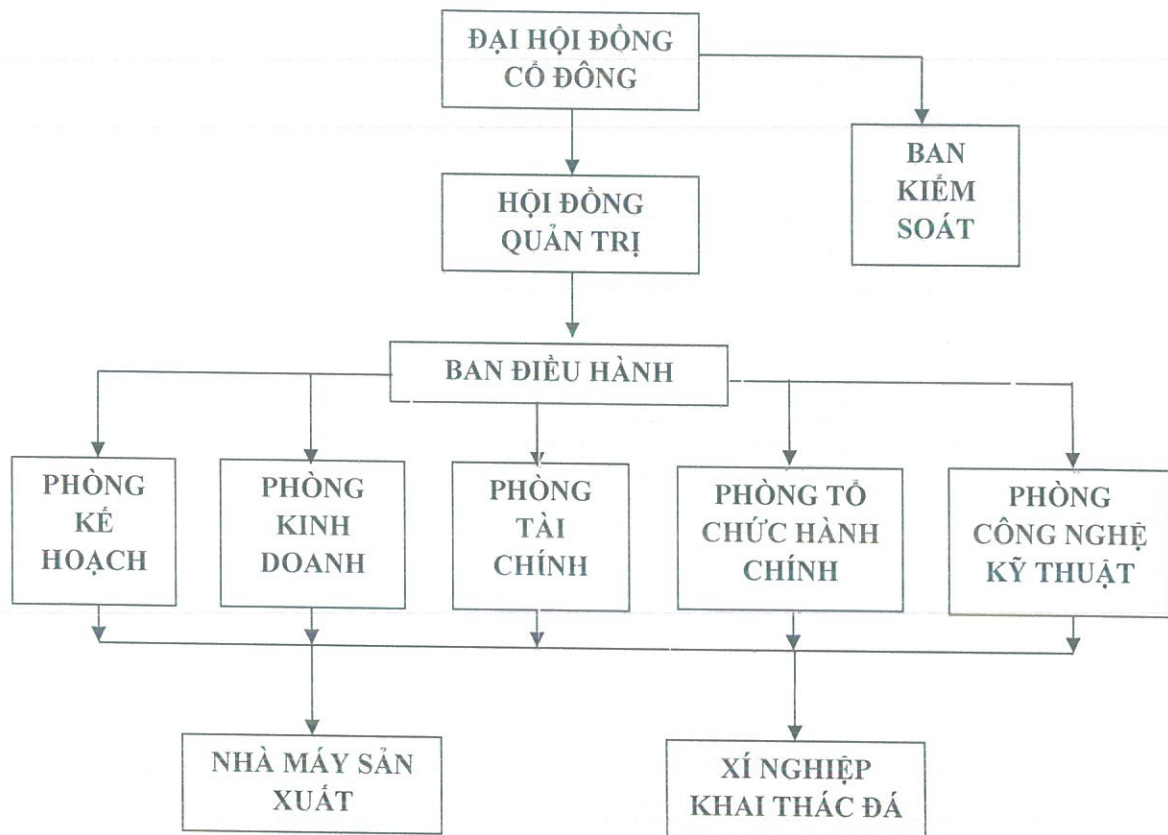 ĐẠI HỘI ĐỒNG
CỔ ĐÔNG
BAN
KIỂM
SOÁT
HỘI ĐỒNG
QUẢN TRỊ
BAN ĐIỀU HÀNH
PHÒNG
KẾ
HOẠCH
PHÒNG
KINH
DOANH
PHÒNG
TÀI
CHÍNH
PHÒNG TỔ
CHỨC HÀNH
CHÍNH
PHÒNG
CÔNG NGHỆ
KỸ THUẬT
NHÀ MÁY SẢN
XUẤT
XÍ NGHIỆP
KHAI THÁC ĐÁ